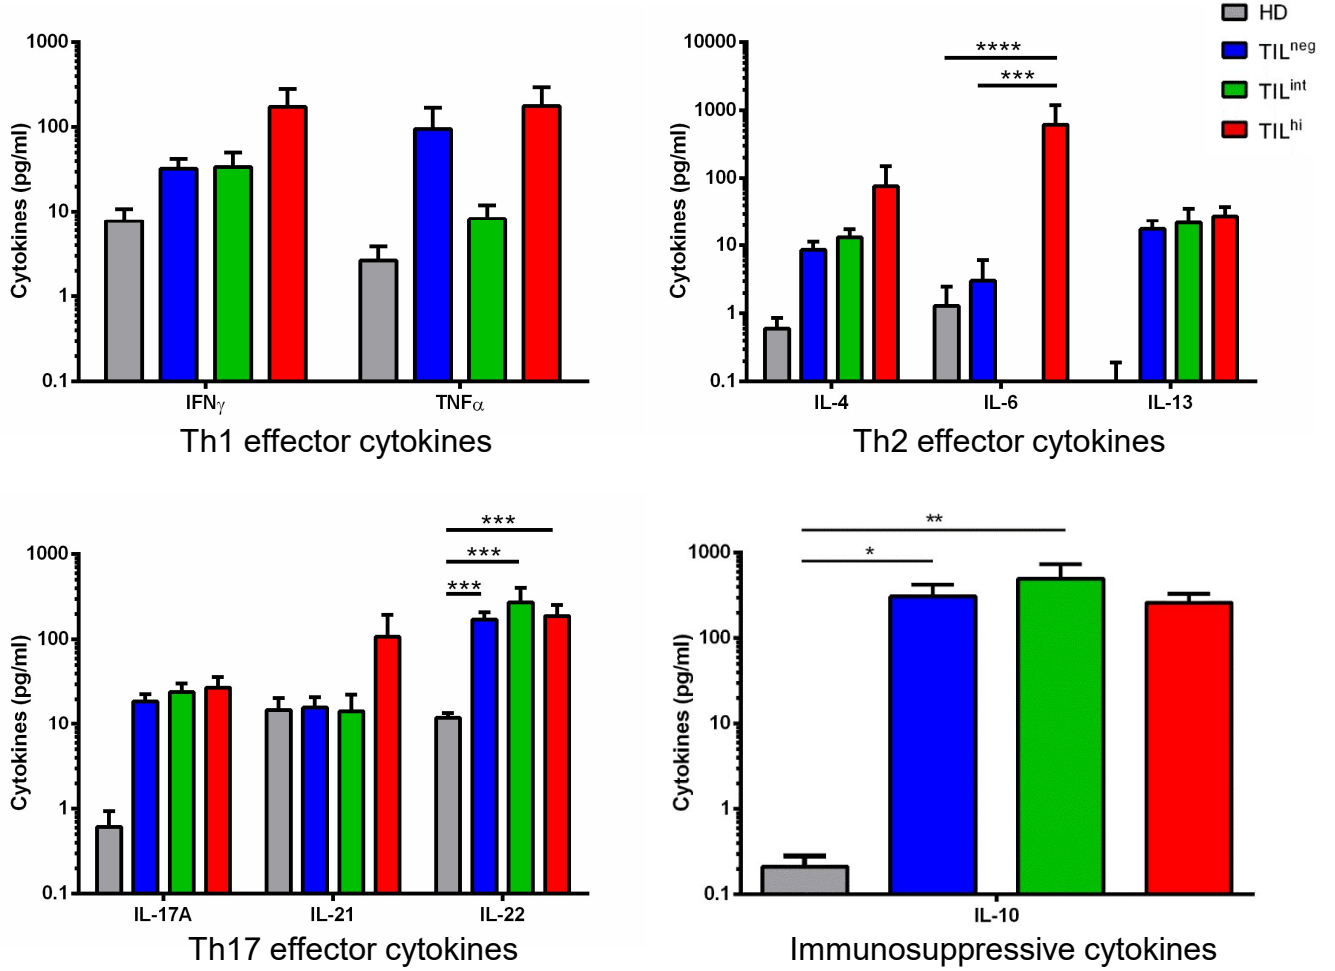 HD
TILneg
TILint
TILhi
1000
100
10
1
0.1
Cytokines (pg/ml)
IFNγ
TNFα
Th1 effector cytokines
****
***
10000
1000
100
10
1
0.1
Cytokines (pg/ml)
IL-4
IL-6
IL-13
Th2 effector cytokines
***
***
***
1000
100
10
1
0.1
Cytokines (pg/ml)
IL-17A
IL-21
IL-22
Th17 effector cytokines
**
*
1000
100
10
1
0.1
Cytokines (pg/ml)
IL-10
Immunosuppressive cytokines